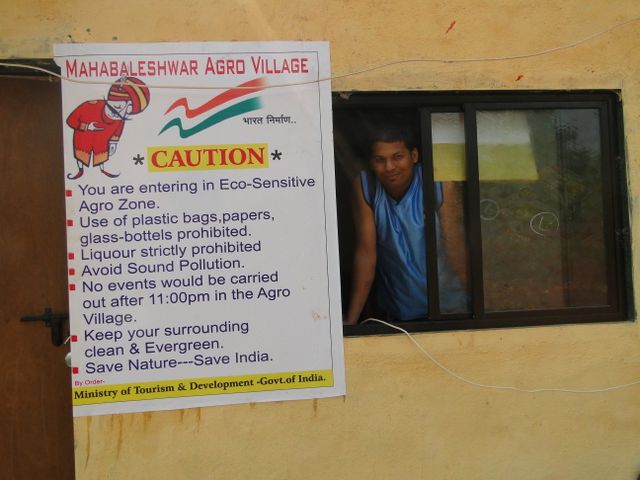 MAHABALESHWAR AGRO VILLAGE
भारत निर्माण..
*CAUTION*
You are entering in Eco-Sensitive
Agro Zone.
Use of plastic bags,papers,
glass-bottels prohibited.
Liquour strictly prohibited
Avoid Sound Pollution.
No events would be carried
out after 11:00pm in the Agro
Village.
Keep your surrounding
clean & Evergreen.
Save Nature---Save India.
By Order-
Ministry of Tourism & Development -Govt.of India.